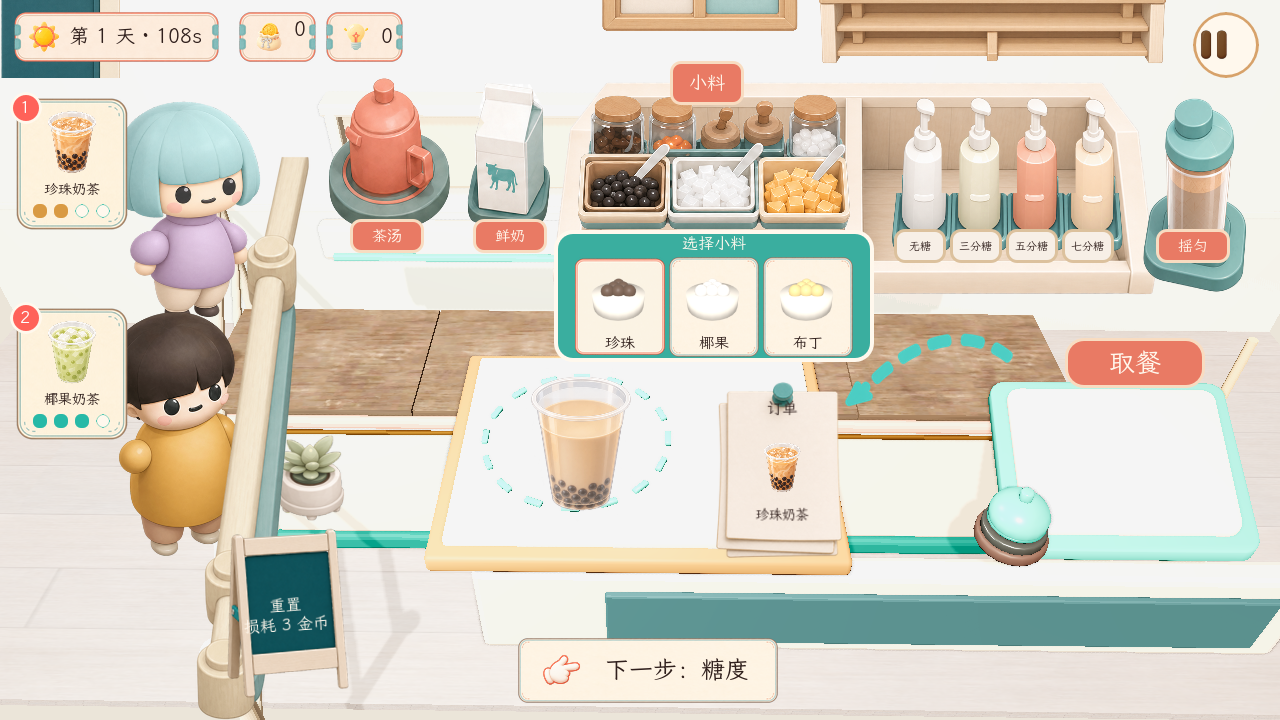 第 1 天・108s
0
0
1
珍珠奶茶
2
椰果奶茶
小料
茶汤
鲜奶
无糖
三分糖
五分糖
七分糖
摇匀
选择小料
珍珠
椰果
布丁
取餐
订单
珍珠奶茶
重置
损耗 3 金币
下一步：糖度